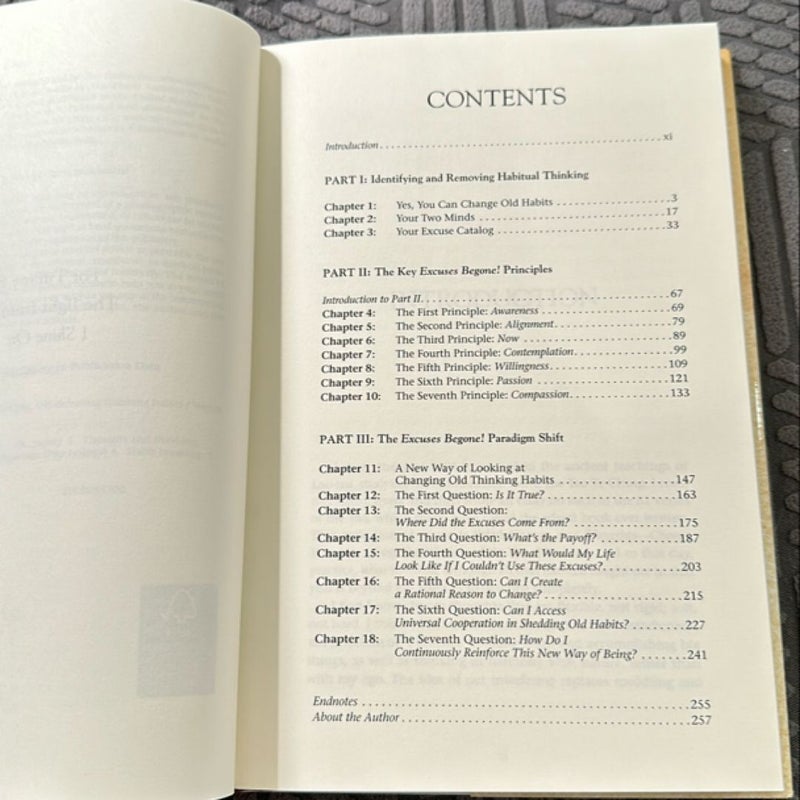 CONTENTS
Introduction . . . . . . . . . . . . . . . . . . . . . . . . . . . . . . . . . . . . . . . . xi
PART I: Identifying and Removing Habitual Thinking
Chapter 1: Yes, You Can Change Old Habits . . . . . . . . . . . . . . . . . 3
Chapter 2: Your Two Minds . . . . . . . . . . . . . . . . . . . . . . . . . . . 17
Chapter 3: Your Excuse Catalog . . . . . . . . . . . . . . . . . . . . . . . . 33
PART II: The Key Excuses Begone! Principles
Introduction to Part II. . . . . . . . . . . . . . . . . . . . . . . . . . . . . . . 67
Chapter 4: The First Principle: Awareness . . . . . . . . . . . . . . . . . 69
Chapter 5: The Second Principle: Alignment. . . . . . . . . . . . . . . . 79
Chapter 6: The Third Principle: Now . . . . . . . . . . . . . . . . . . . . . 89
Chapter 7: The Fourth Principle: Contemplation. . . . . . . . . . . . . 99
Chapter 8: The Fifth Principle: Willingness. . . . . . . . . . . . . . . . 109
Chapter 9: The Sixth Principle: Passion . . . . . . . . . . . . . . . . . . 121
Chapter 10: The Seventh Principle: Compassion. . . . . . . . . . . . . 133
PART III: The Excuses Begone! Paradigm Shift
Chapter 11: A New Way of Looking at
Changing Old Thinking Habits . . . . . . . . . . . . . . . 147
Chapter 12: The First Question: Is It True? . . . . . . . . . . . . . . . . . 163
Chapter 13: The Second Question:
Where Did the Excuses Come From? . . . . . . . . . . . . . 175
Chapter 14: The Third Question: What's the Payoff? . . . . . . . . . . 187
Chapter 15: The Fourth Question: What Would My Life
Look Like If I Couldn't Use These Excuses?. . . . . . . . . . 203
Chapter 16: The Fifth Question: Can I Create
a Rational Reason to Change? . . . . . . . . . . . . . . . . . 215
Chapter 17: The Sixth Question: Can I Access
Universal Cooperation in Shedding Old Habits? . . . . . . . 227
Chapter 18: The Seventh Question: How Do I
Continuously Reinforce This New Way of Being? . . . . . . 241
Endnotes . . . . . . . . . . . . . . . . . . . . . . . . . . . . . . . . . . . . . . . . 255
About the Author . . . . . . . . . . . . . . . . . . . . . . . . . . . . . . . . . . 257